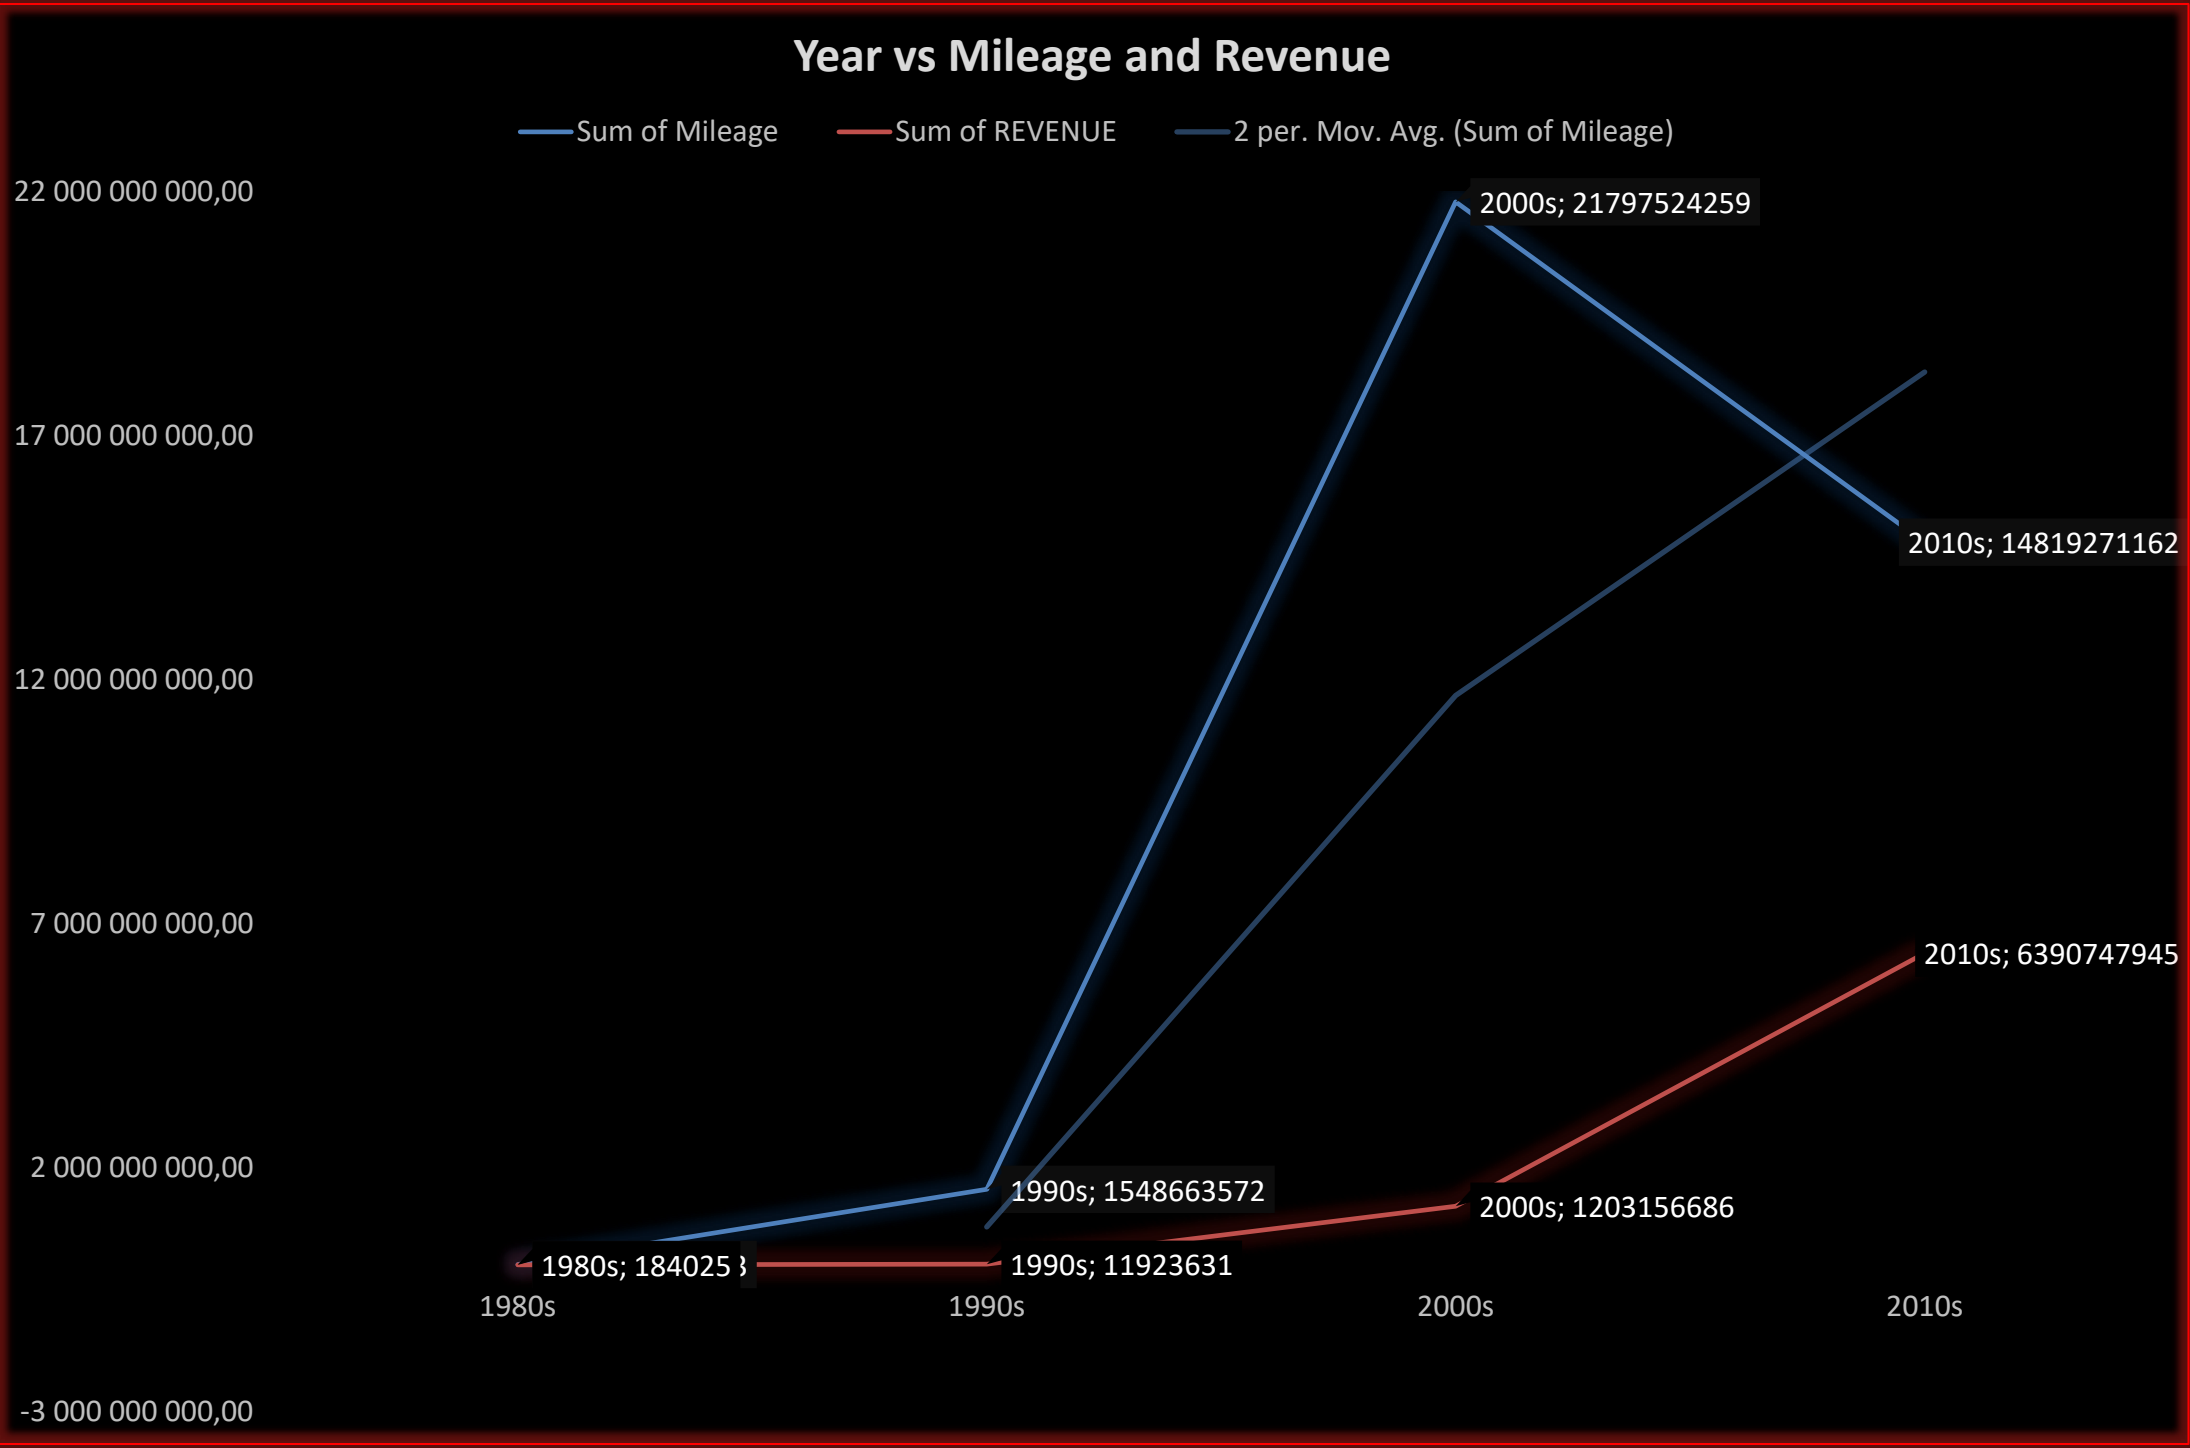 Year vs Mileage and Revenue
Sum of Mileage
Sum of REVENUE
2 per. Mov. Avg. (Sum of Mileage)
22 000 000 000,00
17 000 000 000,00
12 000 000 000,00
7 000 000 000,00
2 000 000 000,00
-3 000 000 000,00
2000s; 21797524259
2010s; 14819271162
2010s; 6390747945
1990s; 1548663572
2000s; 1203156686
1980s; 184025
1990s; 11923631
1980s
1990s
2000s
2010s